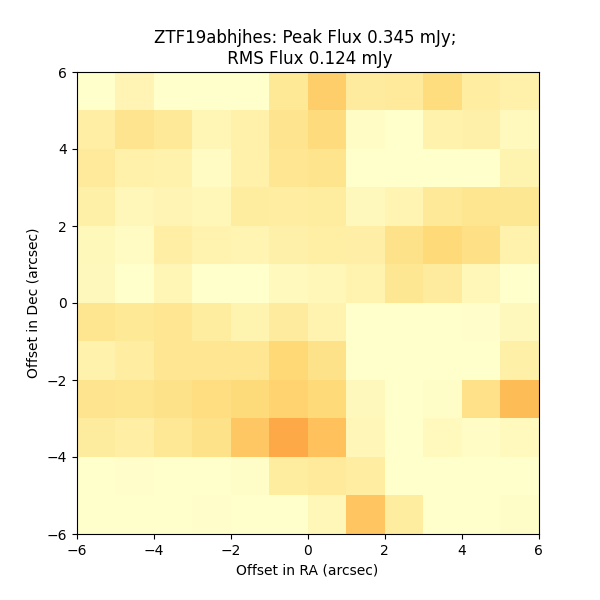 ZTF19abhjhes: Peak Flux 0.345 mJy;
RMS Flux 0.124 mJy
6
4
2
0
−2
−4
−6
Offset in Dec (arcsec)
−6 −4 −2 0 2 4 6
Offset in RA (arcsec)